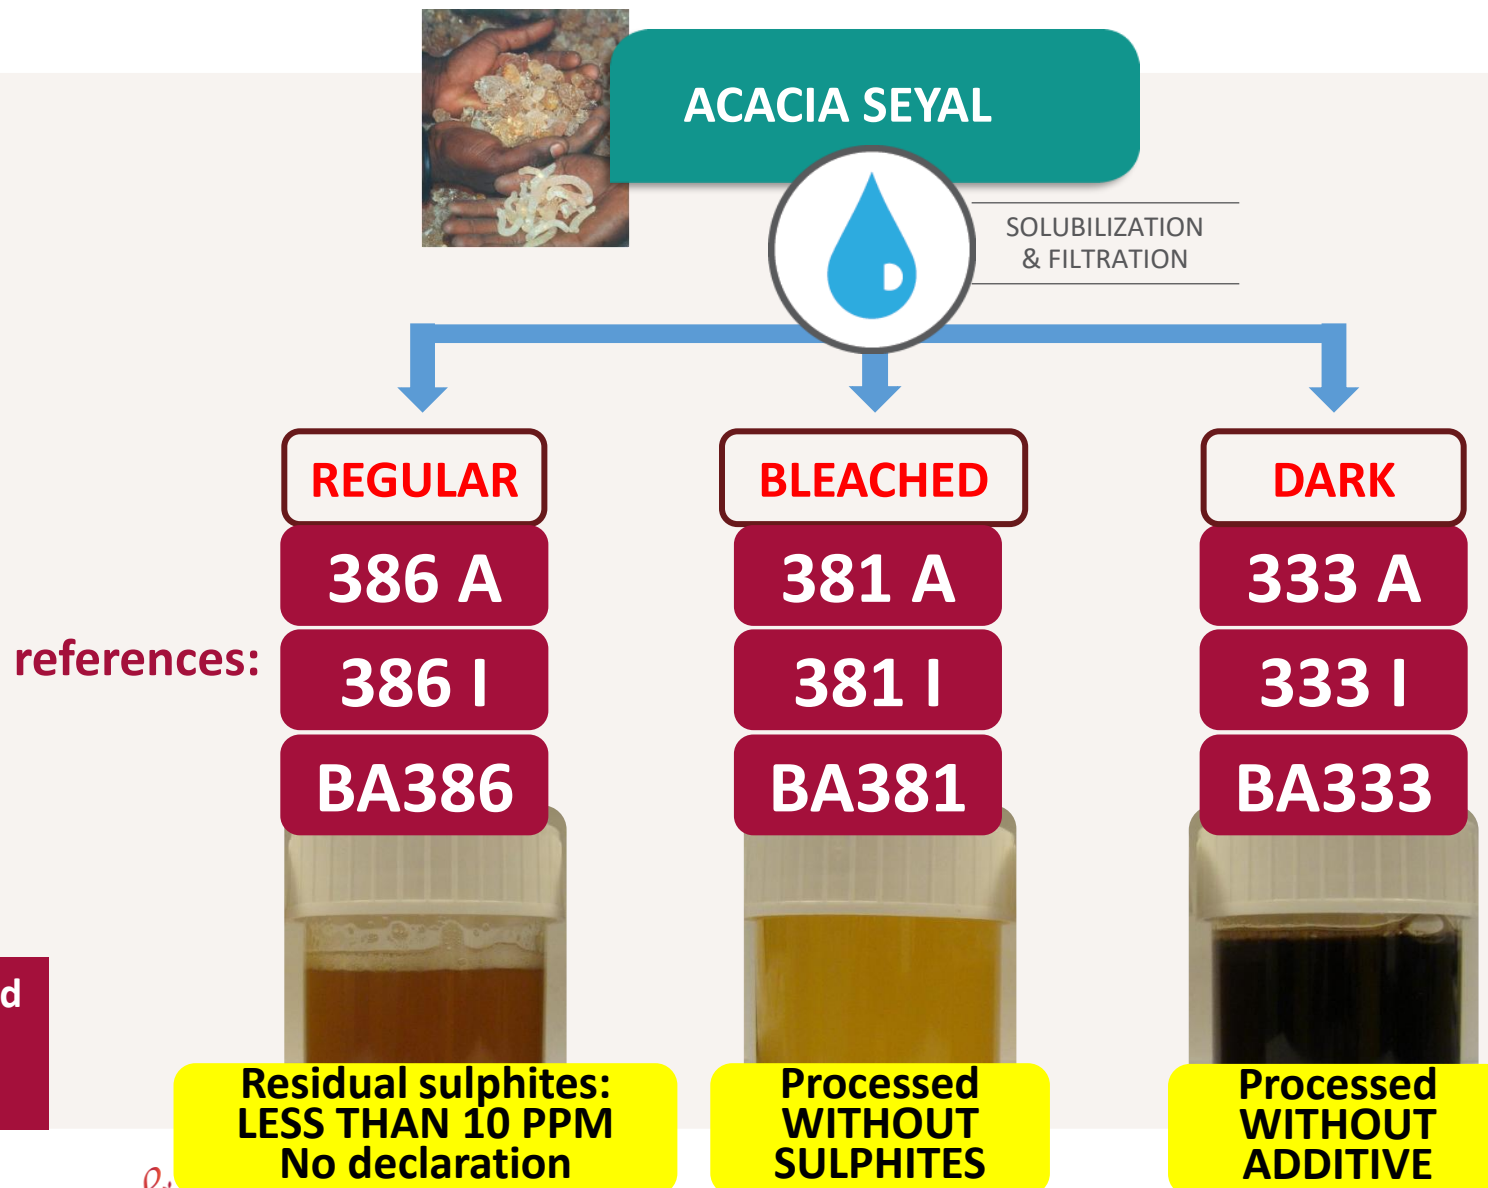 ACACIA SEYAL
SOLUBILIZATION
& FILTRATION
REGULAR
BLEACHED
DARK
386 A
381 A
333 A
references:
386 I
381 I
333 I
BA386
BA381
BA333
d
Residual sulphites:
LESS THAN 10 PPM
No declaration
Processed
WITHOUT
SULPHITES
Processed
WITHOUT
ADDITIVE